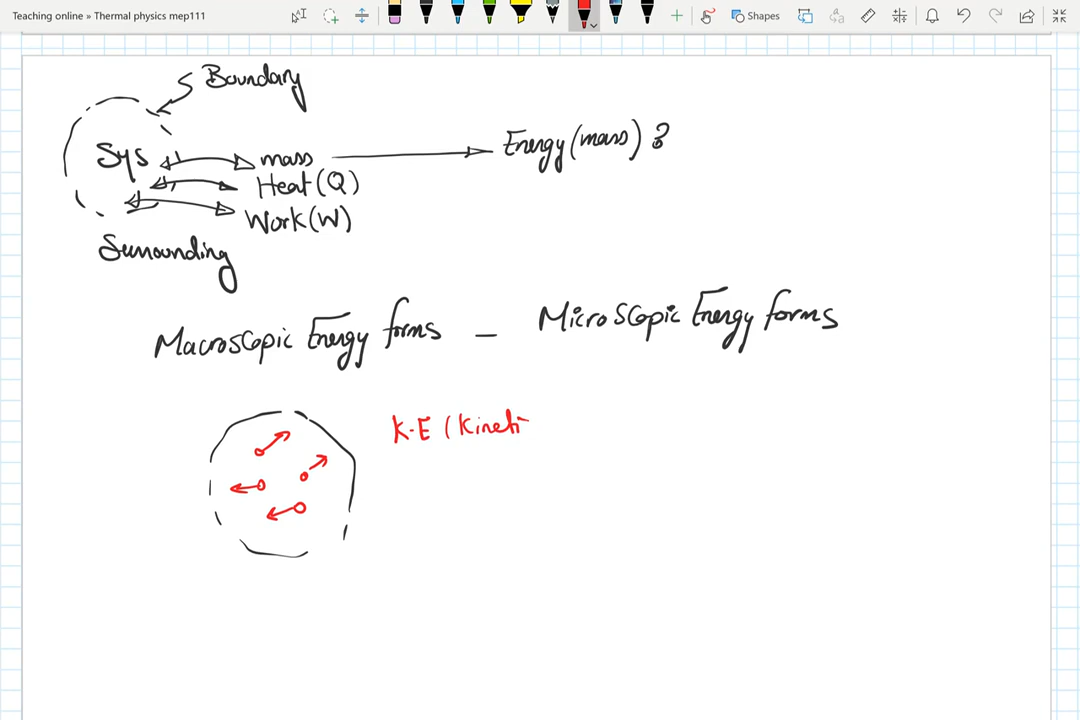 Teaching online » Thermal physics mep111
Shapes
Boundary
Sys
mass
Energy (mass) ?
Heat (Q)
Work (W)
Surrounding
Macroscopic Energy forms - Microscopic Energy forms
K-E (Kineti